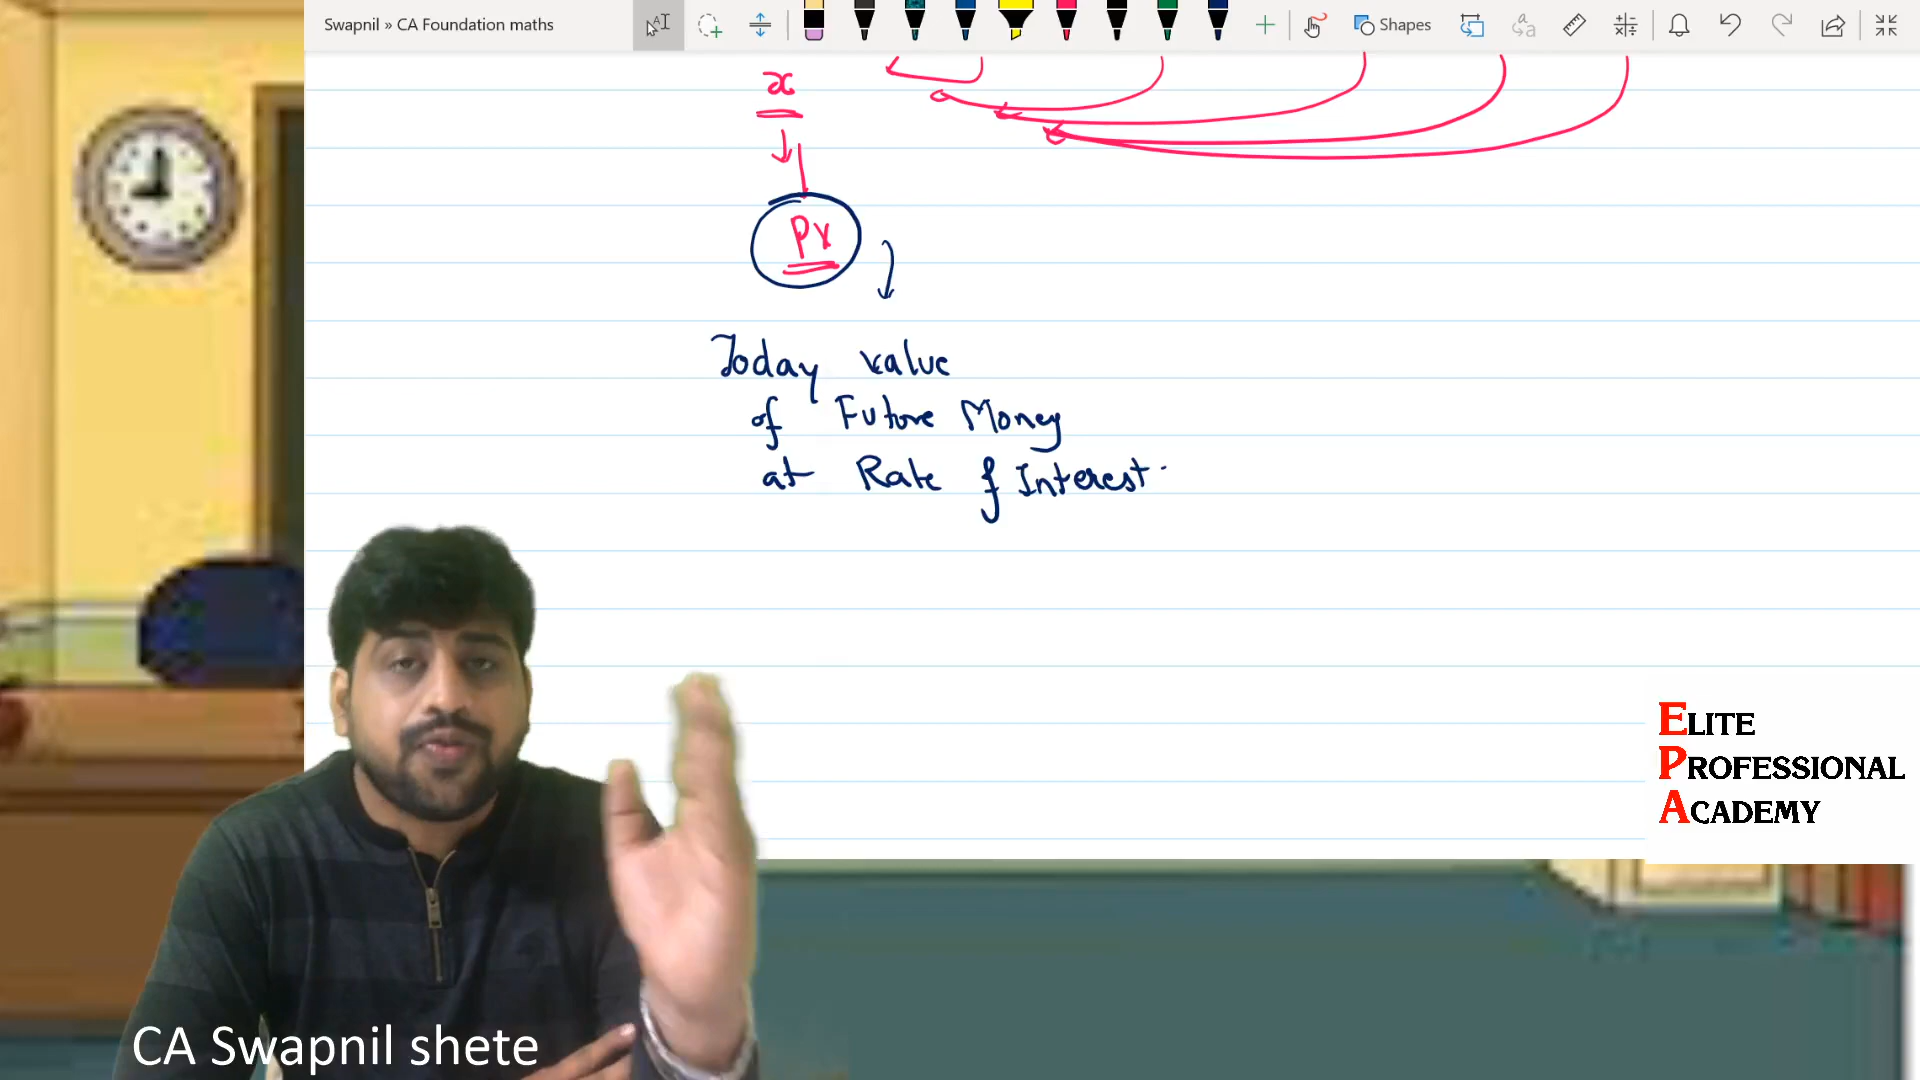 Swapnil » CA Foundation maths
Shapes
x
PV
Today value
of Future Money
at Rate of Interest.
ELITE
PROFESSIONAL
ACADEMY
CA Swapnil shete